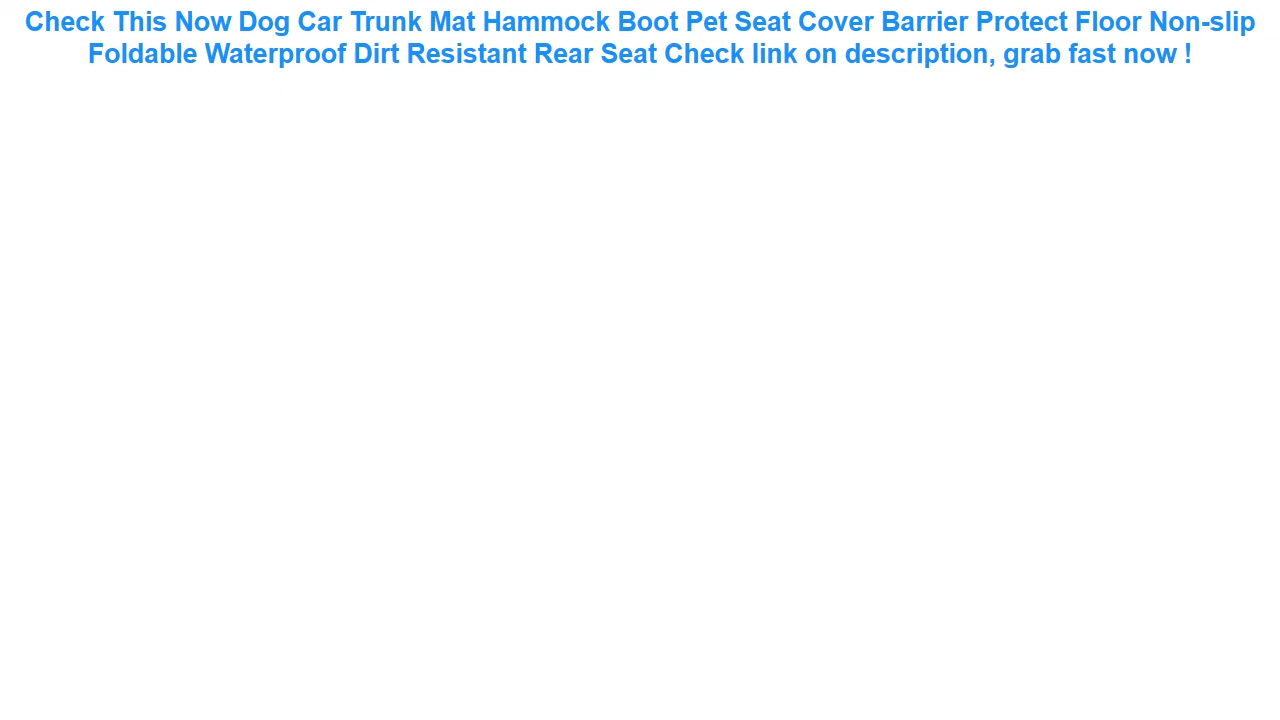 Check This Now Dog Car Trunk Mat Hammock Boot Pet Seat Cover Barrier Protect Floor Non-slip
Foldable Waterproof Dirt Resistant Rear Seat Check link on description, grab fast now !